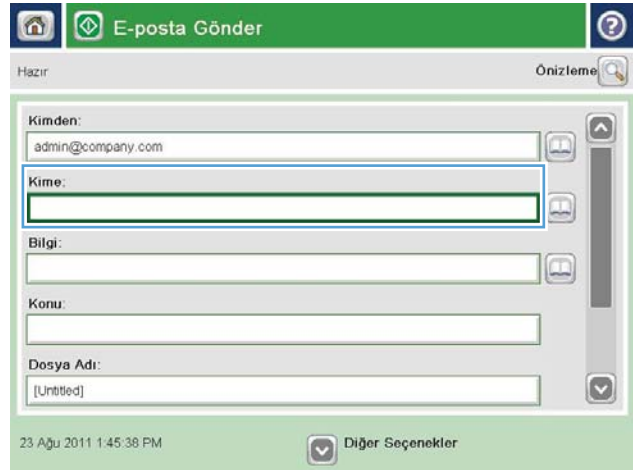 E-posta Gönder
Hazır
Önizleme
Kimden:
admin@company.com
Kime:
Bilgi:
Konu:
Dosya Adı:
[Untitled]
23 Ağu 2011 1:45:38 PM
Diğer Seçenekler